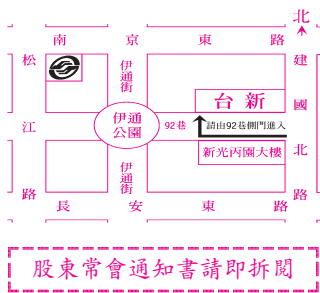 北
南京東路
松江路
伊通街
建國北路
台新
伊通公園
92巷
請由92巷側門進入
新光丙園大樓
伊通街
長安東路
股東常會通知書請即拆閱